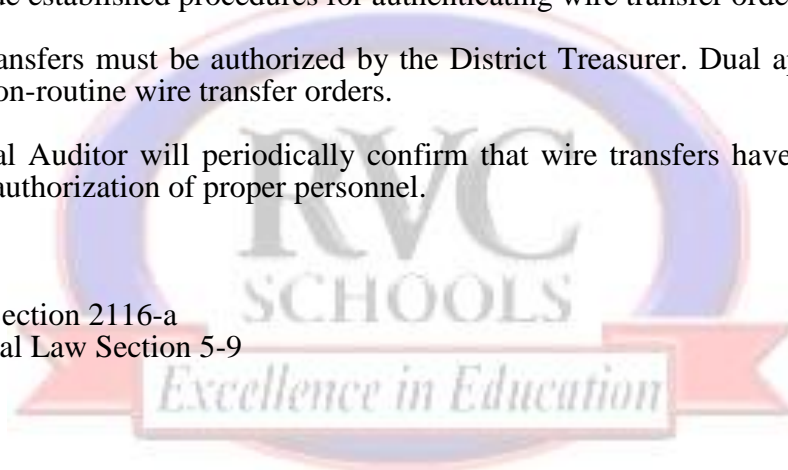 established procedures for authenticating wire transfer
ansfers must be authorized by the District Treasurer. Dual
on-routine wire transfer orders.
al Auditor will periodically confirm that wire transfers have
authorization of proper personnel.
RVC
SCHOOLS
ection 2116-a
al Law Section 5-9
Excellence in Education